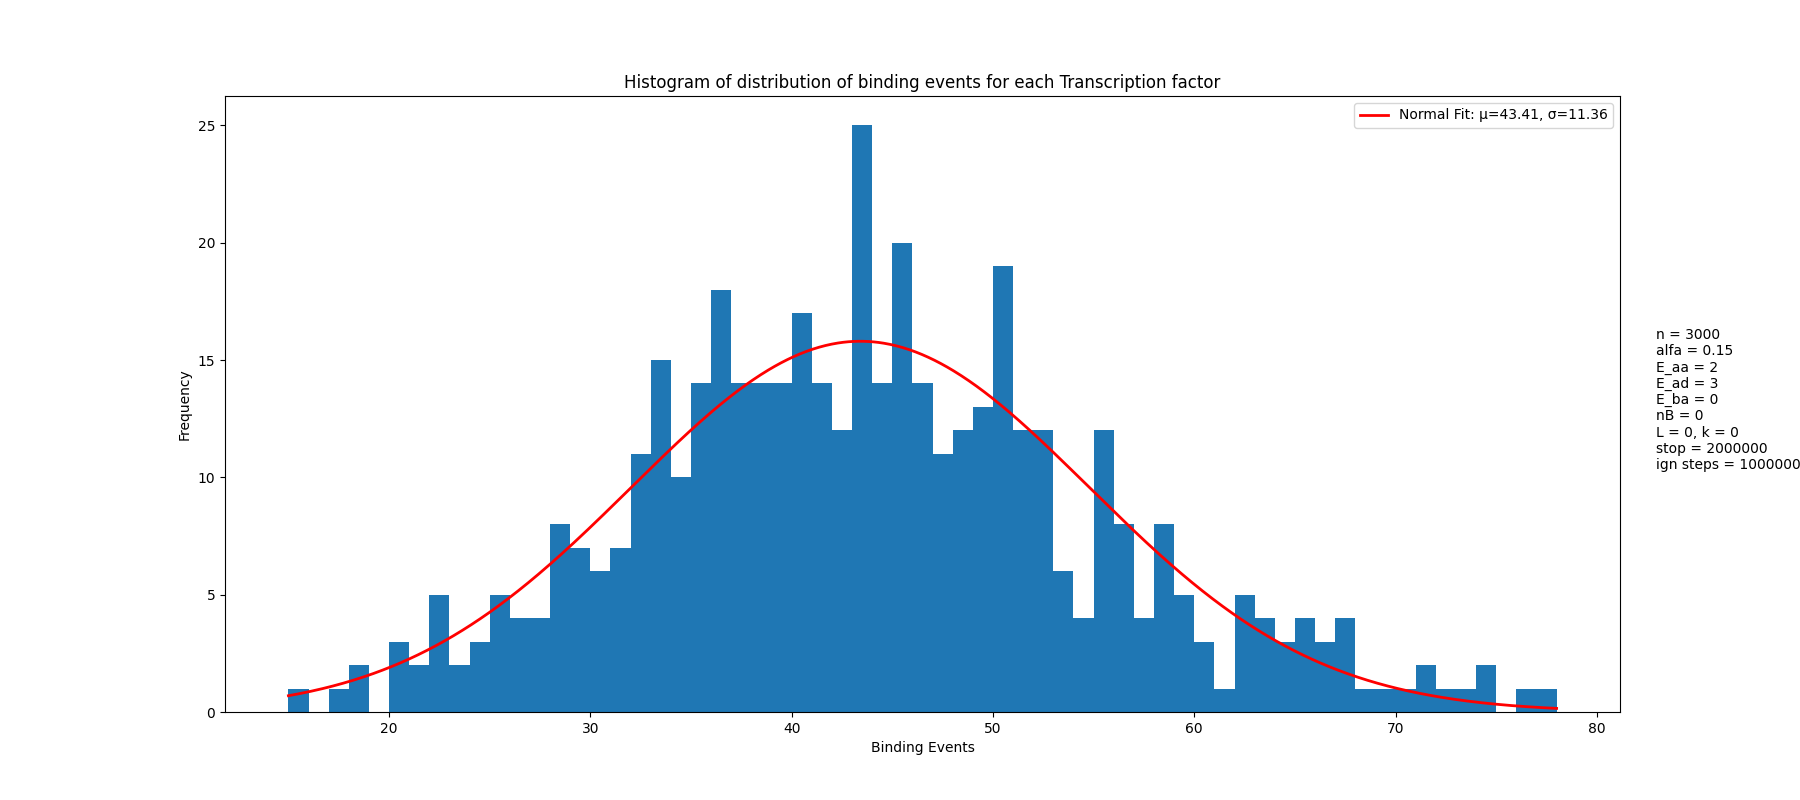 Histogram of distribution of binding events for each Transcription factor
Normal Fit: μ=43.41, σ=11.36
25
20
15
10
5
0
Frequency
20 30 40 50 60 70 80
Binding Events
n = 3000
alfa = 0.15
E_aa = 2
E_ad = 3
E_ba = 0
nB = 0
L = 0, k = 0
stop = 2000000
ign steps = 1000000